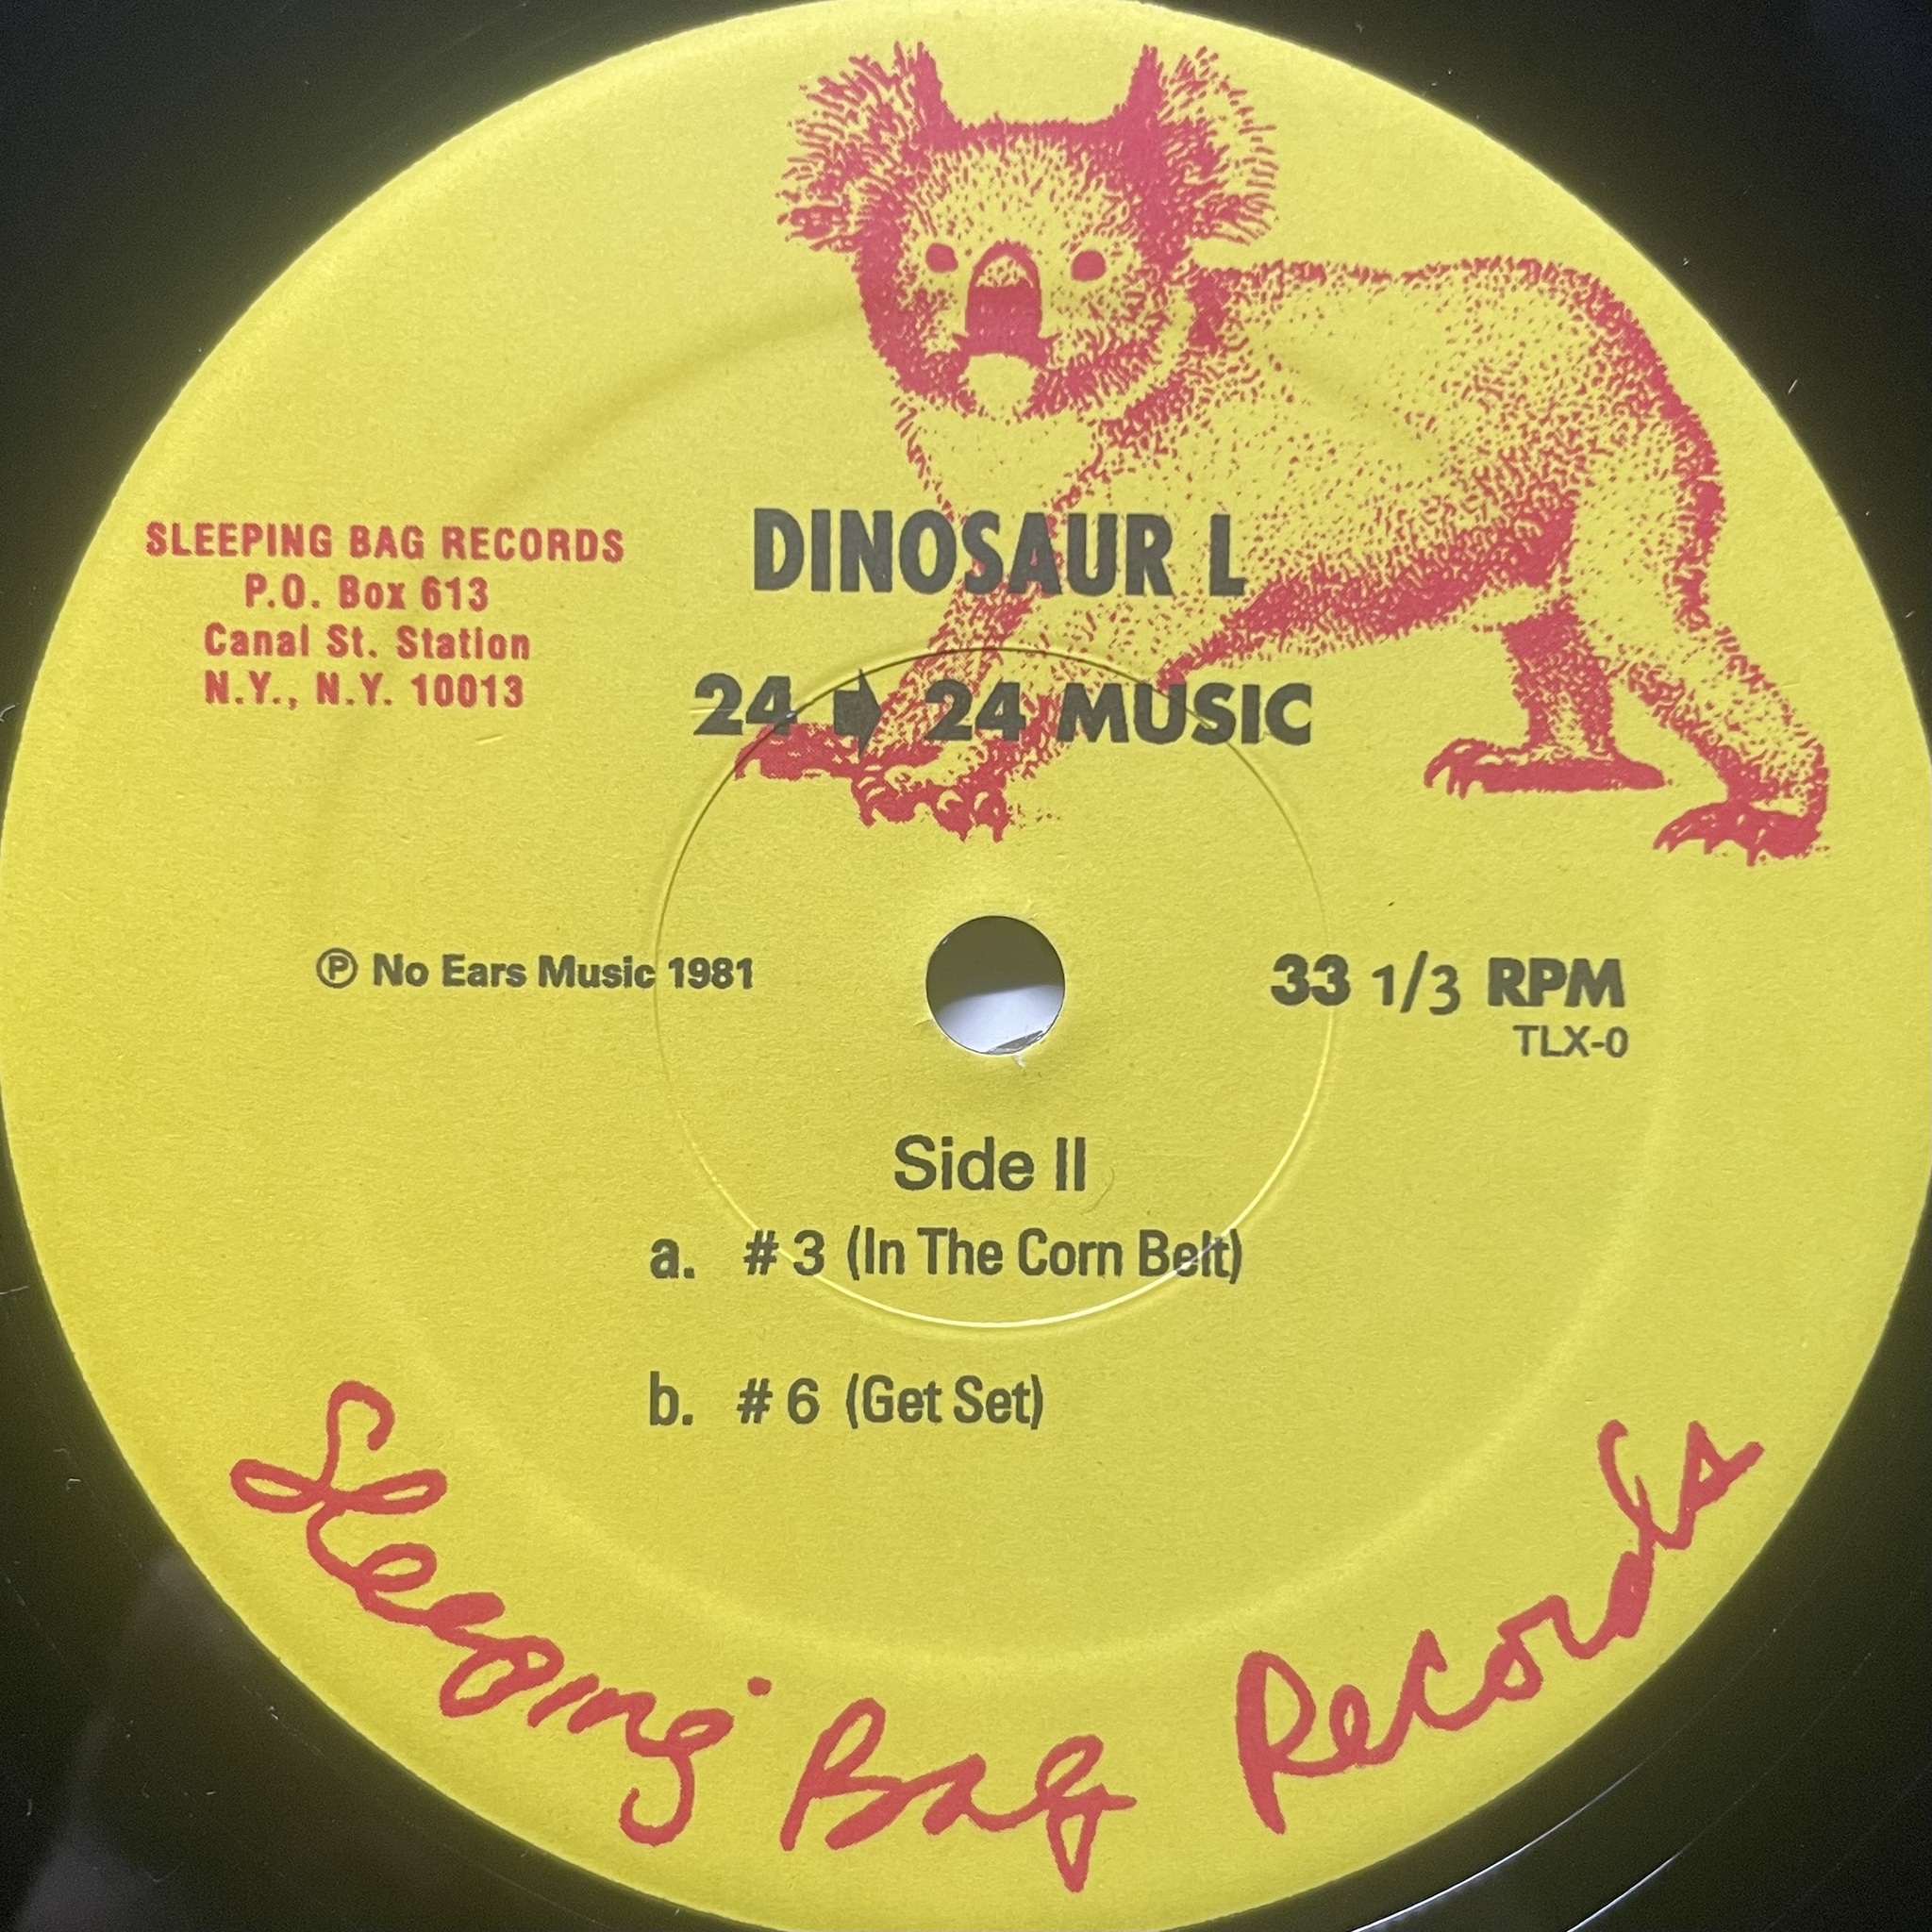 SLEEPING BAG RECORDS
P.O. Box 613
Canal St. Station
N.Y., N.Y. 10013
DINOSAUR L
24 → 24 MUSIC
℗ No Ears Music 1981
33 1/3 RPM
TLX-0
Side II
a. # 3 (In The Corn Belt)
b. # 6 (Get Set)
Sleeping Bag Records